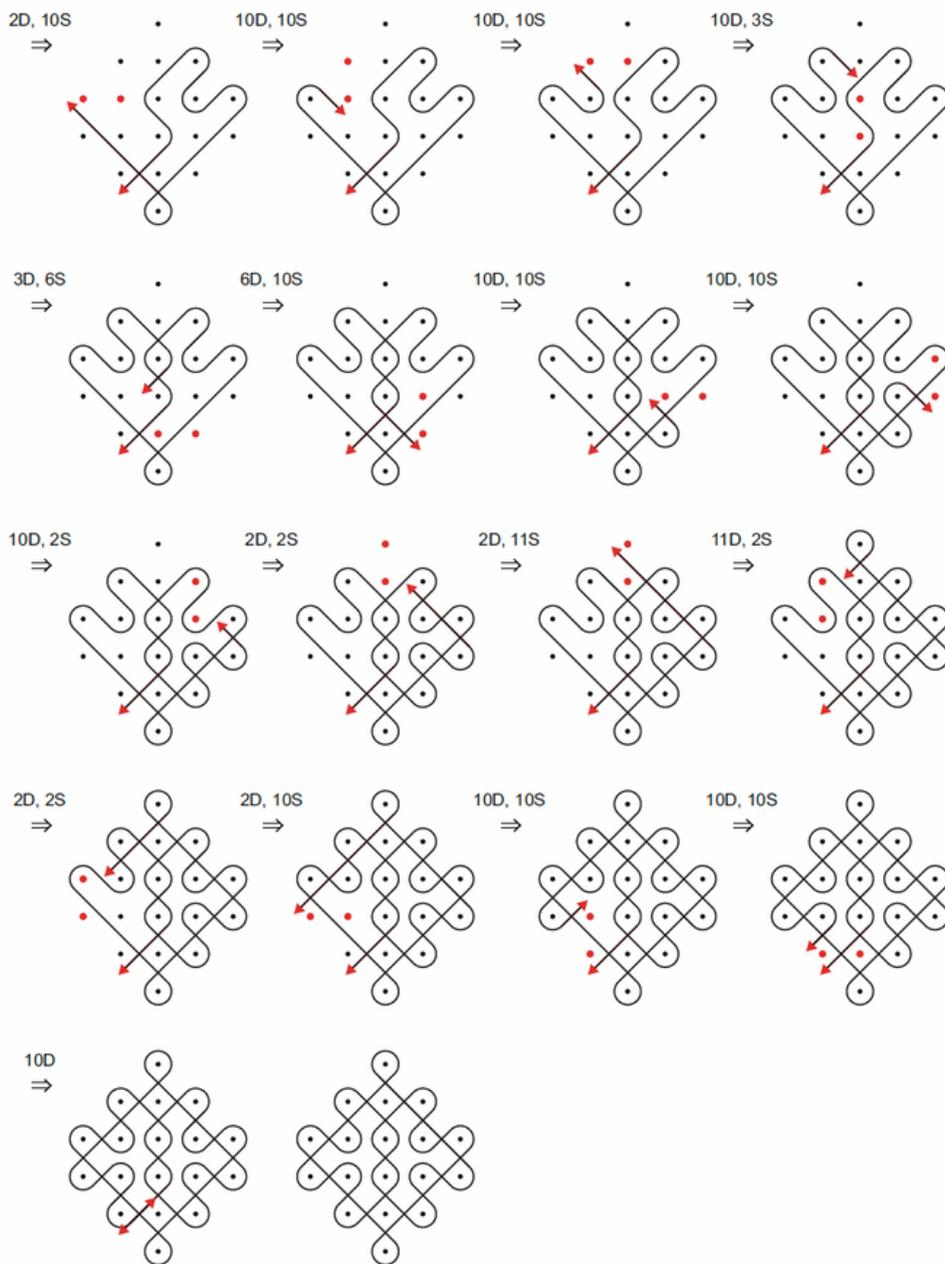 2D, 10S 10D, 10S 10D, 10S 10D, 3S
⇒ ⇒ ⇒ ⇒
3D, 6S 6D, 10S 10D, 10S 10D, 10S
⇒ ⇒ ⇒ ⇒
10D, 2S 2D, 2S 2D, 11S 11D, 2S
⇒ ⇒ ⇒ ⇒
2D, 2S 2D, 10S 10D, 10S 10D, 10S
⇒ ⇒ ⇒ ⇒
10D
⇒